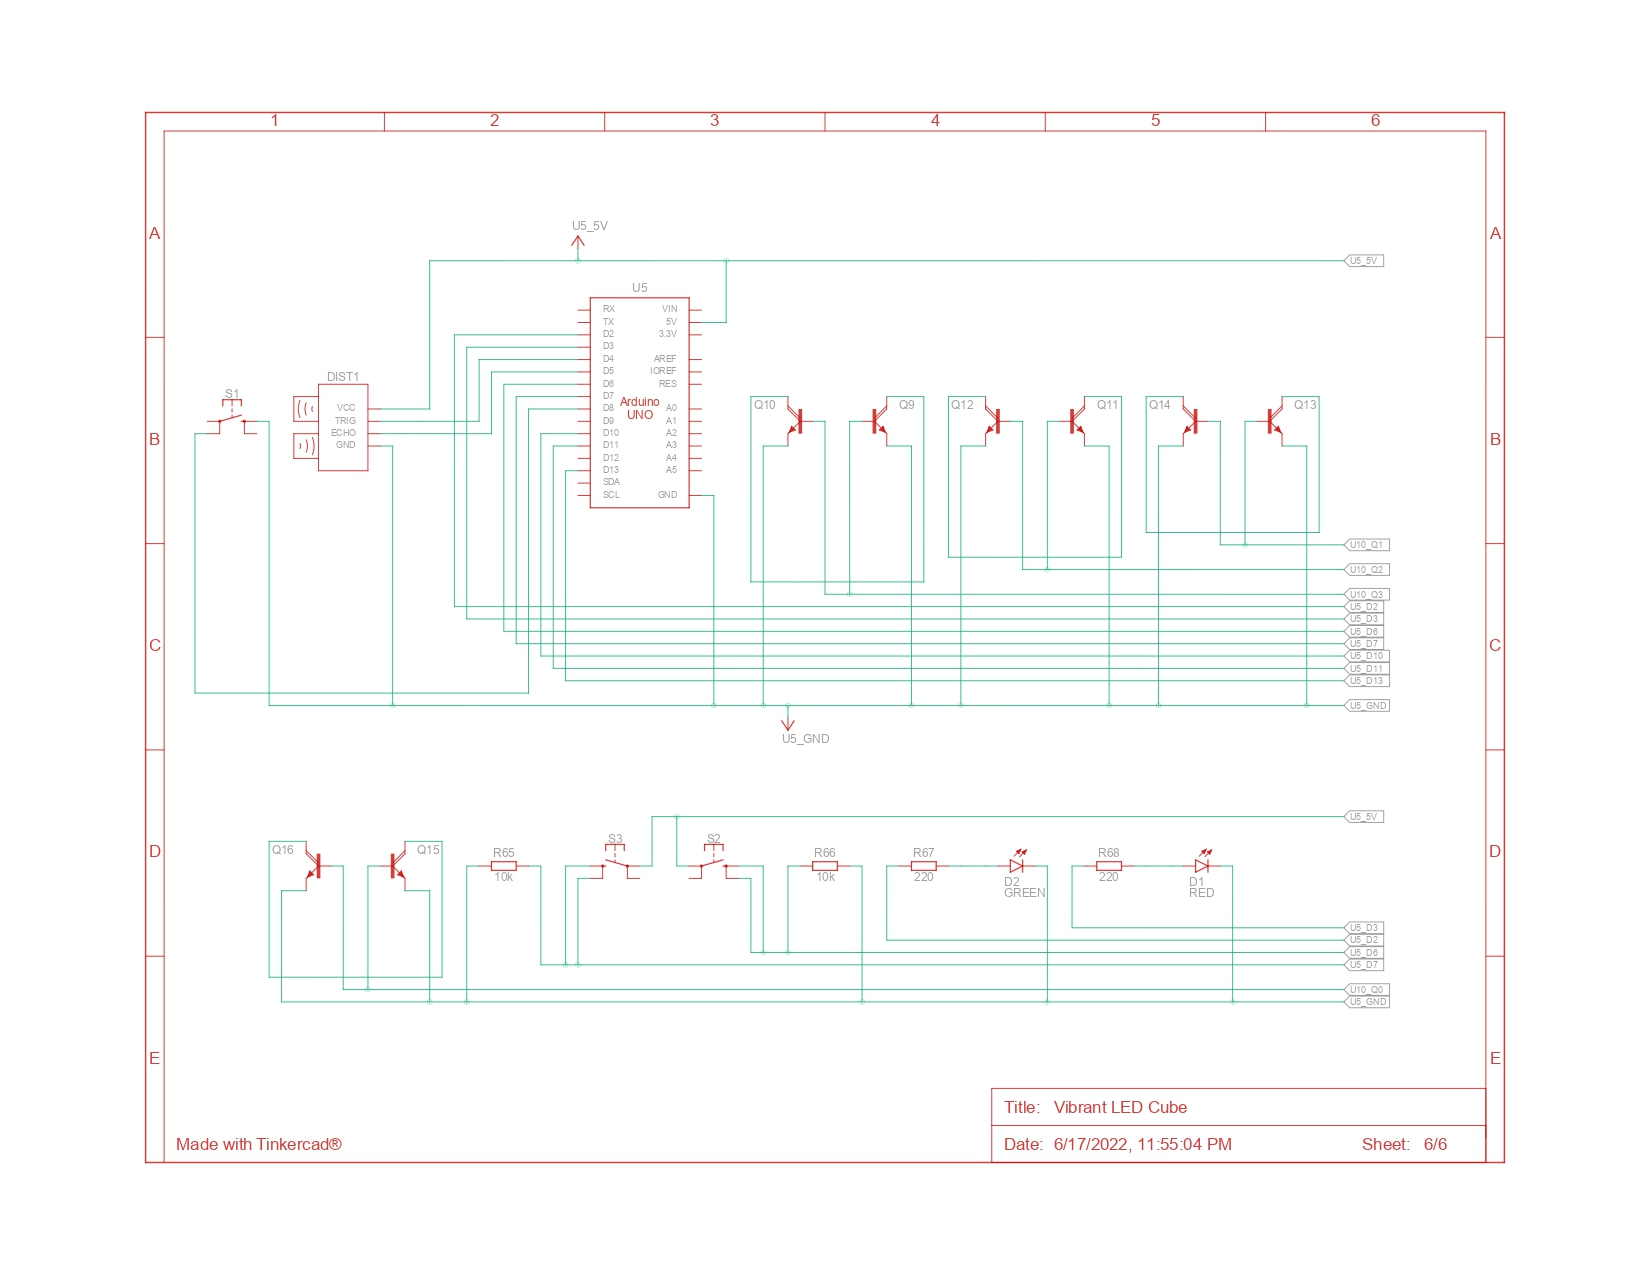 1 2 3 4 5 6
A A
U5_5V
U5_5V
U5
RX VIN
TX 5V
D2 3.3V
D3
D4 AREF
D5 IOREF
D6 RES
D7
Arduino
UNO
D8 A0
D9 A1
D10 A2
D11 A3
D12 A4
D13 A5
SDA
SCL GND
S1
DIST1
VCC
TRIG
ECHO
GND
Q10 Q9 Q12 Q11 Q14 Q13
B B
U10_Q1
U10_Q2
U10_Q3
U5_D2
U5_D3
U5_D6
U5_D7
U5_D10
U5_D11
U5_D13
U5_GND
C C
U5_GND
U5_5V
D D
Q16 Q15 R65 S3 S2 R66 R67 R68
10k 10k 220 220
D2 D1
GREEN RED
U5_D3
U5_D2
U5_D6
U5_D7
U10_Q0
U5_GND
E E
Title: Vibrant LED Cube
Made with Tinkercad®
Date: 6/17/2022, 11:55:04 PM Sheet: 6/6